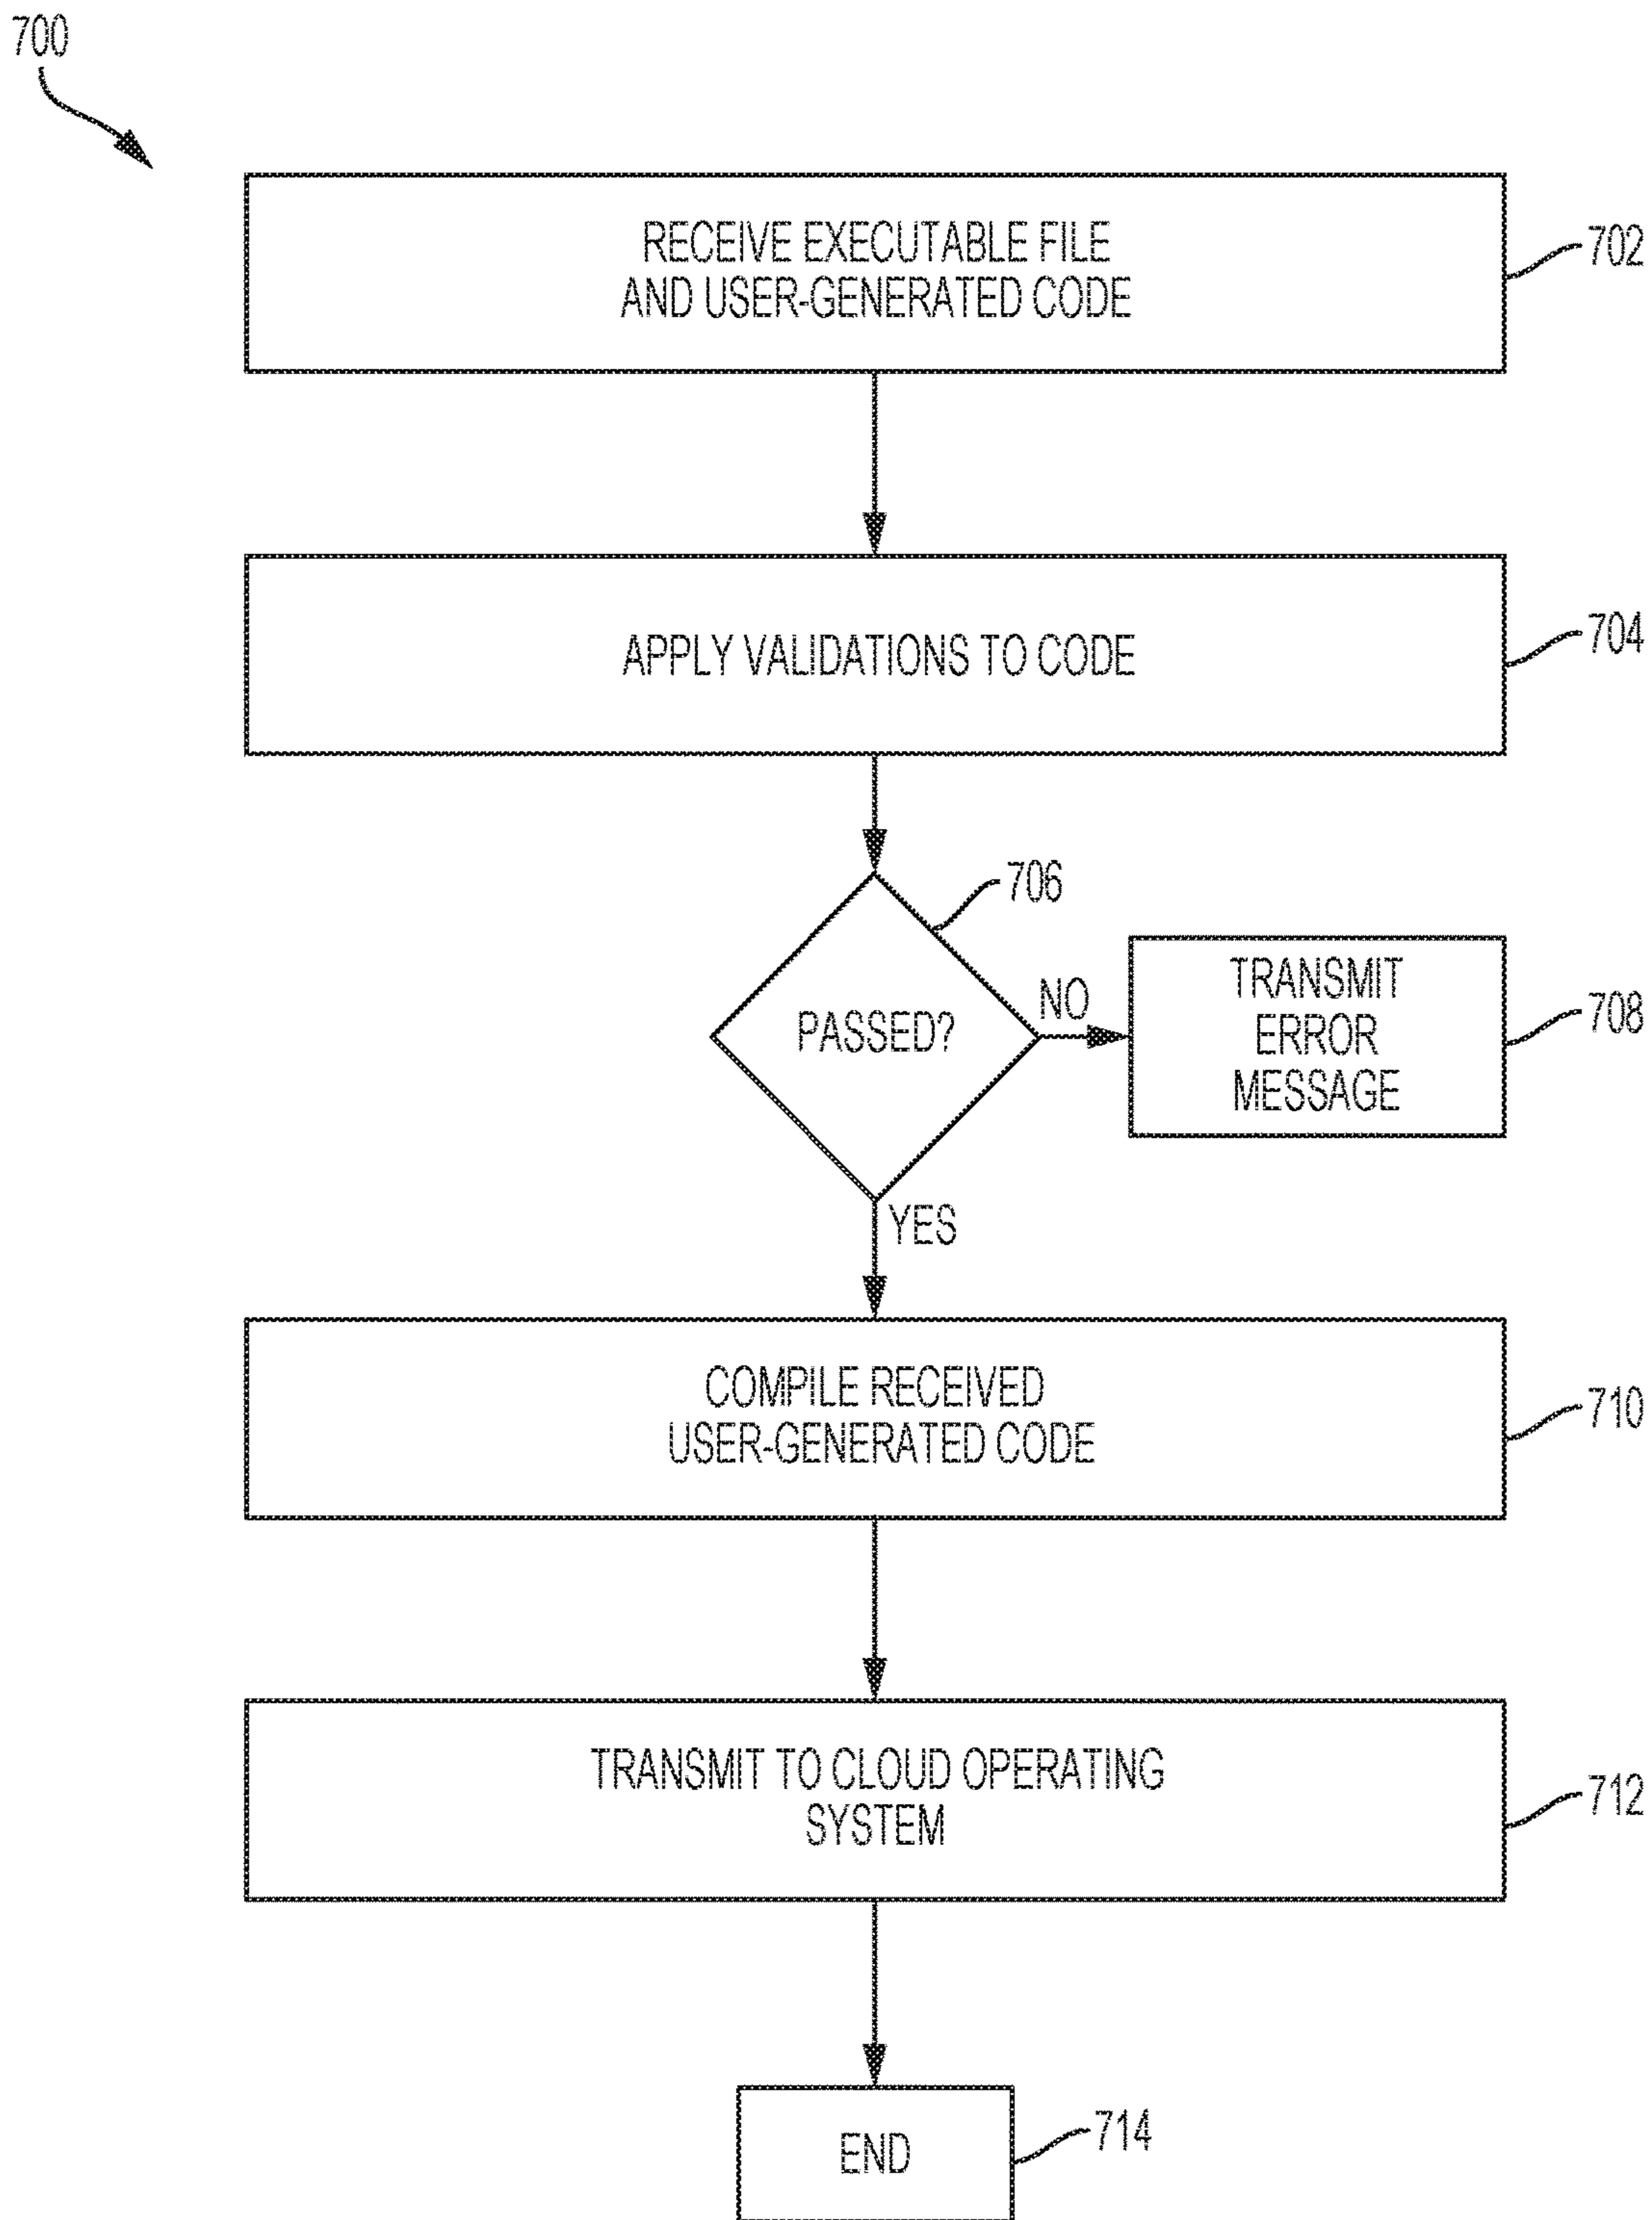 700
RECEIVE EXECUTABLE FILE
AND USER-GENERATED CODE
702
APPLY VALIDATIONS TO CODE
704
706
PASSED?
NO
TRANSMIT
ERROR
MESSAGE
708
YES
COMPILE RECEIVED
USER-GENERATED CODE
710
TRANSMIT TO CLOUD OPERATING
SYSTEM
712
END
714